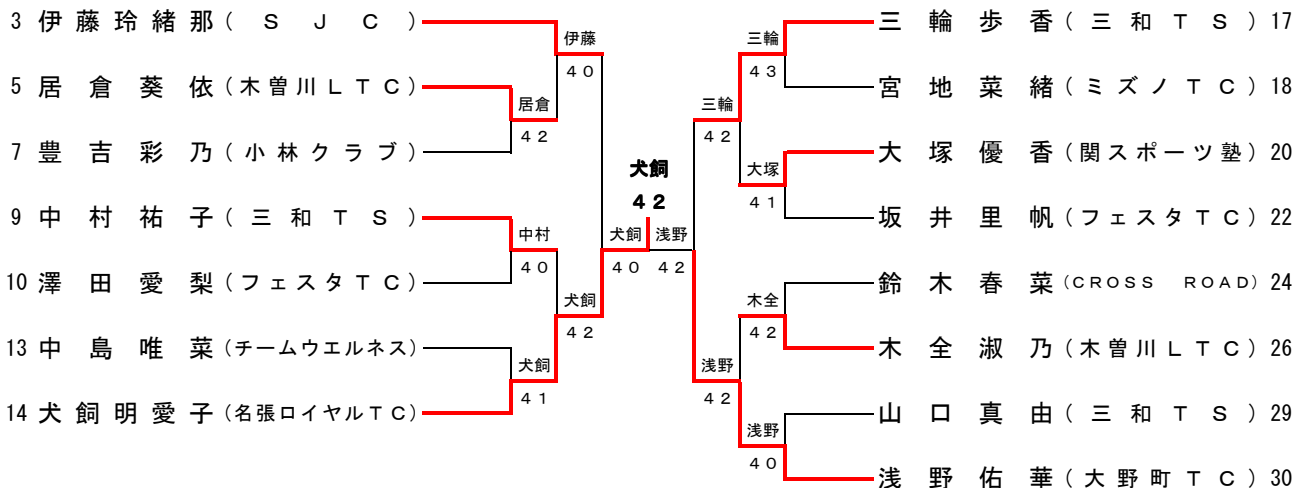 3 伊藤玲緒那(ＳＪＣ)
5 居倉葵依(木曽川ＬＴＣ)
7 豊吉彩乃(小林クラブ)
9 中村祐子(三和ＴＳ)
10 澤田愛梨(フェスタＴＣ)
13 中島唯菜(チームウエルネス)
14 犬飼明愛子(名張ロイヤルＴＣ)
伊藤
４０
居倉
４２
中村
４０
犬飼
４２
犬飼
４１
犬飼
４０
犬飼
４２
浅野
４２
三輪
４２
浅野
４２
三輪
４３
大塚
４１
木全
４２
浅野
４０
三輪歩香(三和ＴＳ) 17
宮地菜緒(ミズノＴＣ) 18
大塚優香(関スポーツ塾) 20
坂井里帆(フェスタＴＣ) 22
鈴木春菜(ＣＲＯＳＳ ＲＯＡＤ) 24
木全淑乃(木曽川ＬＴＣ) 26
山口真由(三和ＴＳ) 29
浅野佑華(大野町ＴＣ) 30